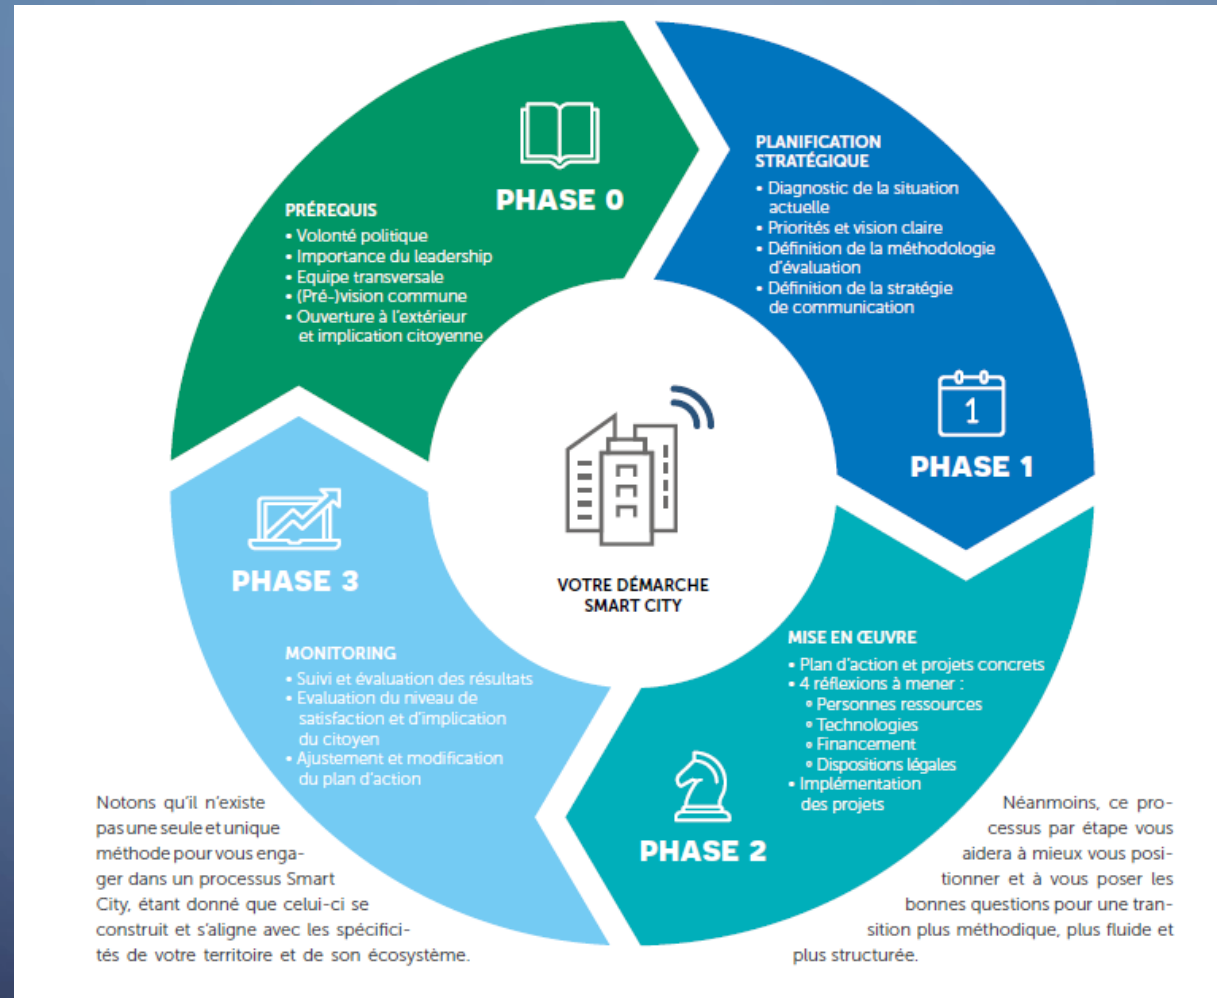 PHASE 0
PRÉREQUIS
• Volonté politique
• Importance du leadership
• Equipe transversale
• (Pré-)vision commune
• Ouverture à l'extérieur
et implication citoyenne
PLANIFICATION
STRATÉGIQUE
• Diagnostic de la situation
actuelle
• Priorités et vision claire
• Définition de la méthodologie
d'évaluation
• Définition de la stratégie
de communication
1
PHASE 1
VOTRE DÉMARCHE
SMART CITY
MISE EN ŒUVRE
• Plan d'action et projets concrets
• 4 réflexions à mener :
° Personnes ressources
° Technologies
° Financement
° Dispositions légales
• Implémentation
des projets
PHASE 2
PHASE 3
MONITORING
• Suivi et évaluation des résultats
• Evaluation du niveau de
satisfaction et d'implication
du citoyen
• Ajustement et modification
du plan d'action
Notons qu'il n'existe
pas une seule et unique
méthode pour vous enga-
ger dans un processus Smart
City, étant donné que celui-ci se
construit et s'aligne avec les spécifici-
tés de votre territoire et de son écosystème.
Néanmoins, ce pro-
cessus par étape vous
aidera à mieux vous posi-
tionner et à vous poser les
bonnes questions pour une tran-
sition plus méthodique, plus fluide et
plus structurée.